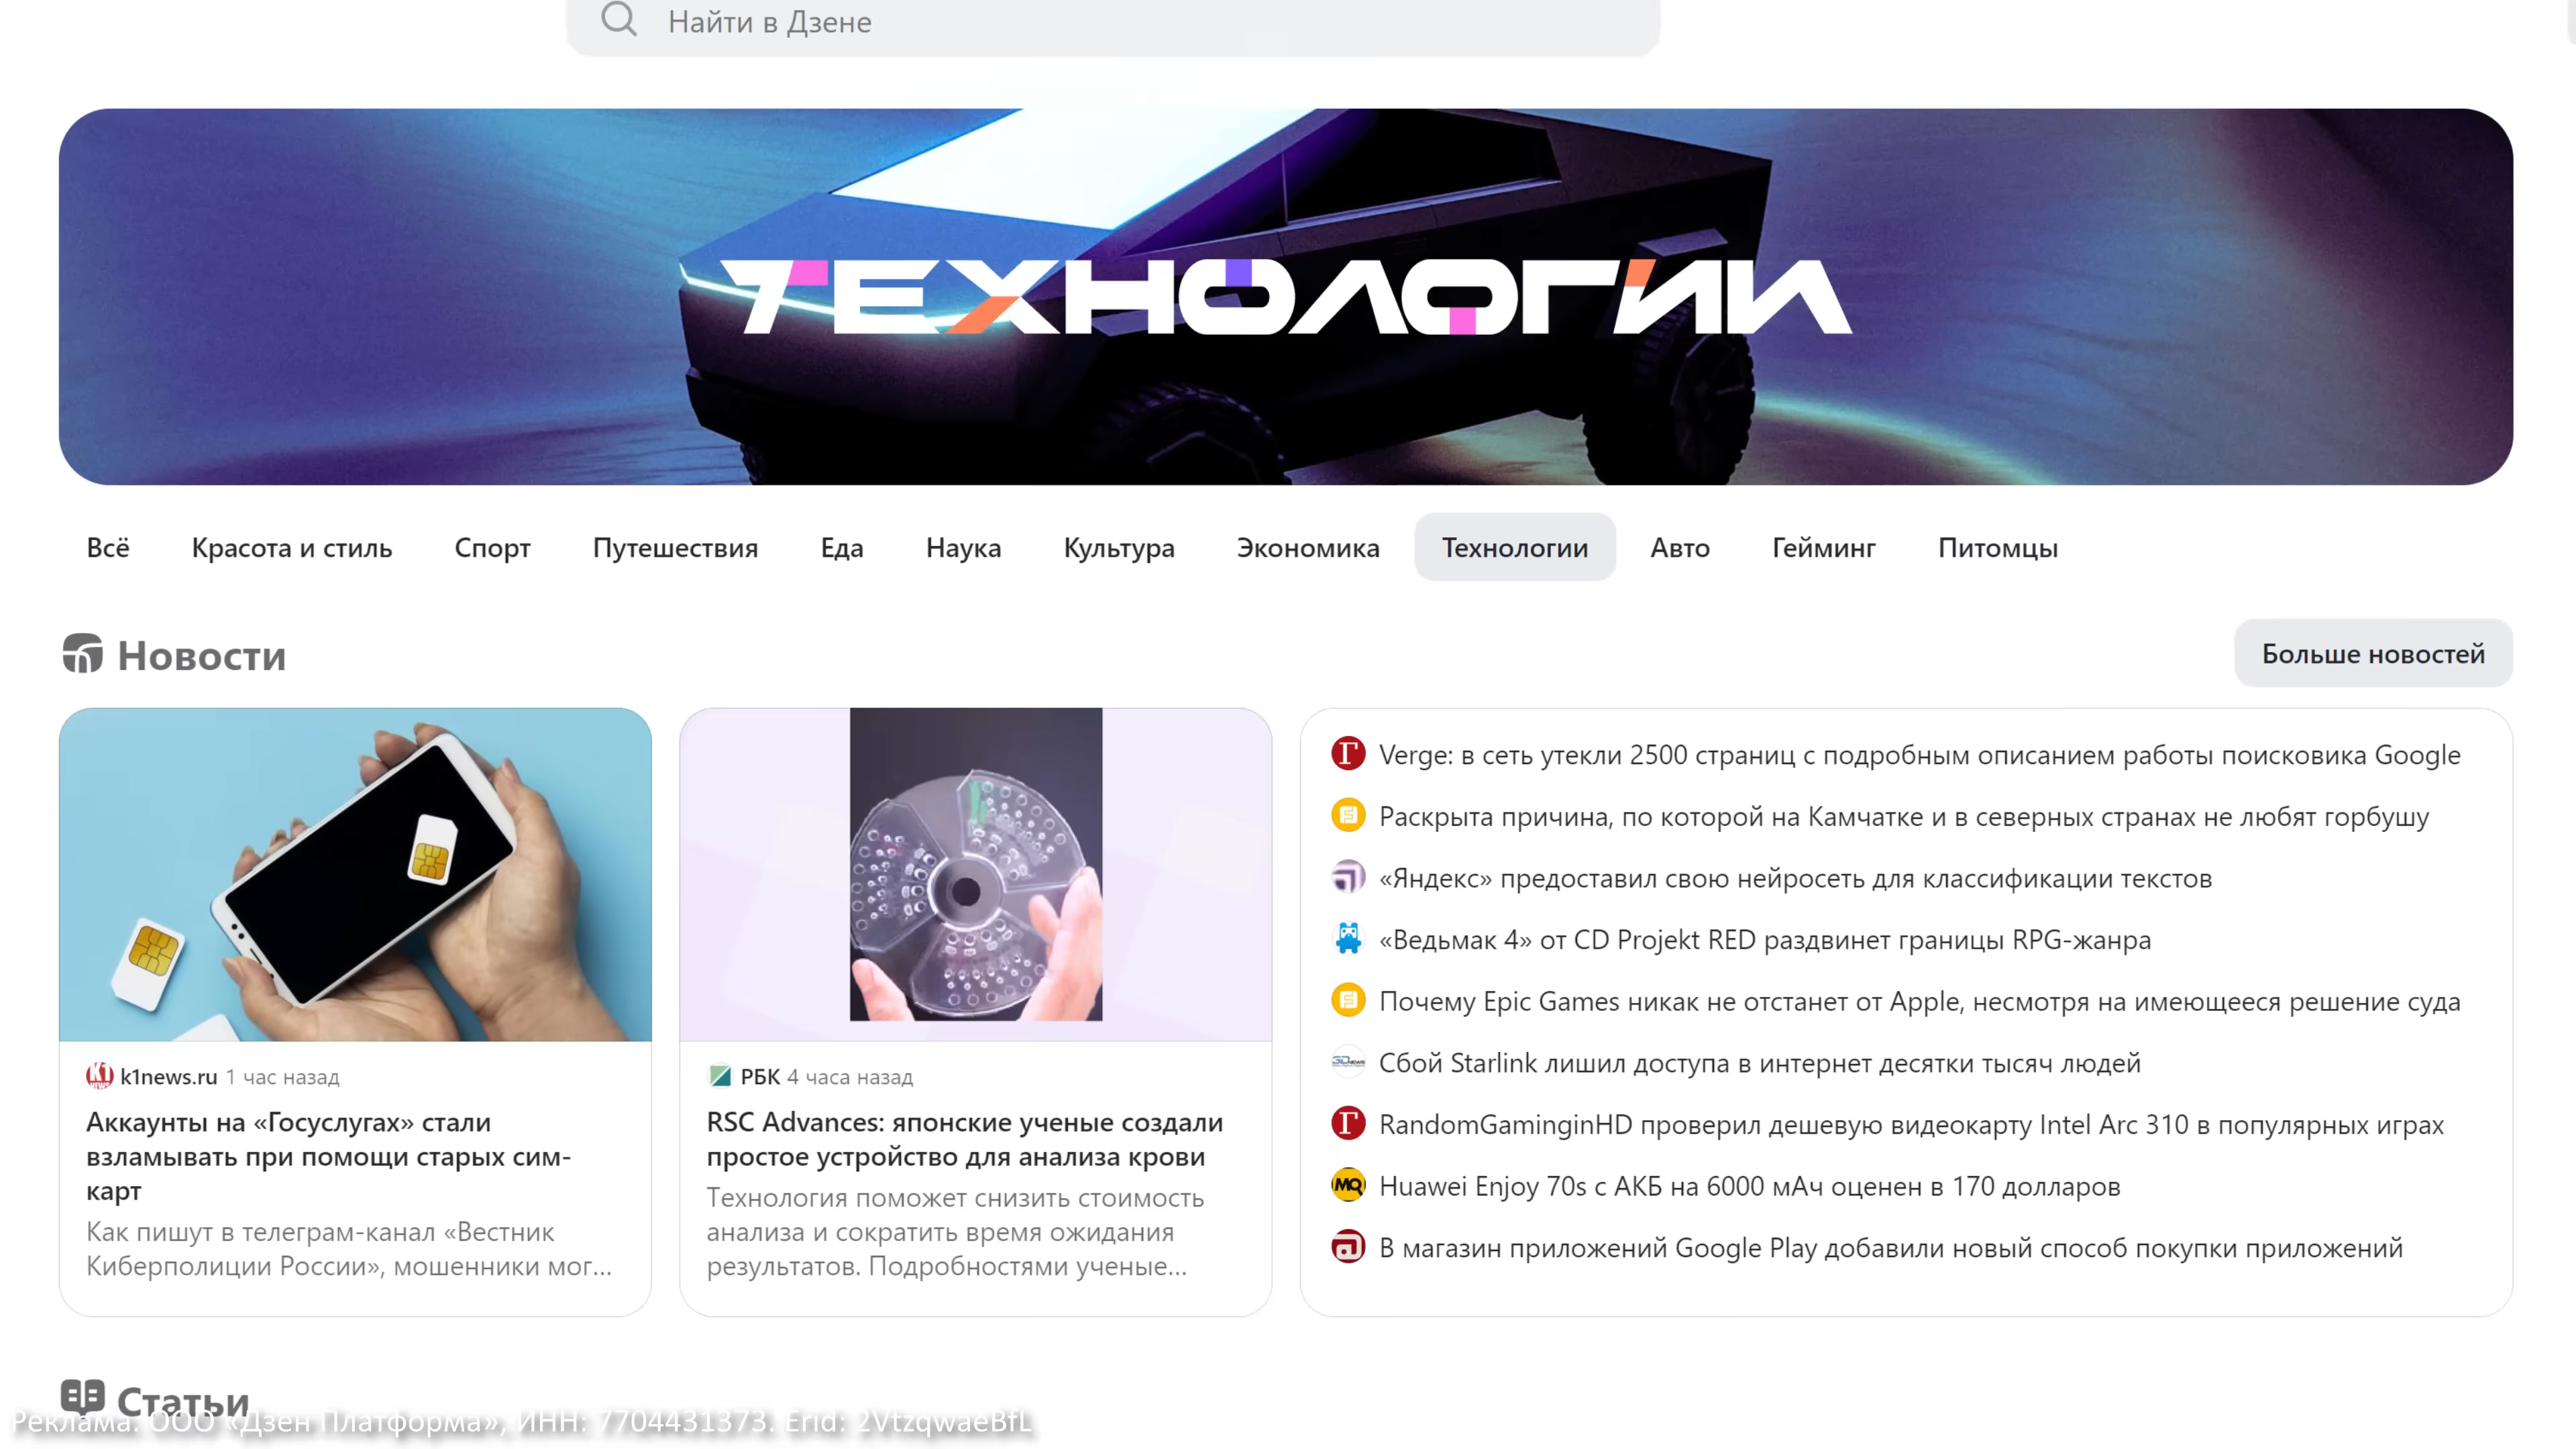 Найти в Дзене
ТЕХНОЛОГИИ
Всё Красота и стиль Спорт Путешествия Еда Наука Культура Экономика Технологии Авто Гейминг Питомцы
Новости
Больше новостей
k1news.ru 1 час назад
Аккаунты на «Госуслугах» стали
взламывать при помощи старых сим-
карт
Как пишут в телеграм-канал «Вестник
Киберполиции России», мошенники мог...
РБК 4 часа назад
RSC Advances: японские ученые создали
простое устройство для анализа крови
Технология поможет снизить стоимость
анализа и сократить время ожидания
результатов. Подробностями ученые...
Verge: в сеть утекли 2500 страниц с подробным описанием работы поисковика Google
Раскрыта причина, по которой на Камчатке и в северных странах не любят горбушу
«Яндекс» предоставил свою нейросеть для классификации текстов
«Ведьмак 4» от CD Projekt RED раздвинет границы RPG-жанра
Почему Epic Games никак не отстанет от Apple, несмотря на имеющееся решение суда
Сбой Starlink лишил доступа в интернет десятки тысяч людей
RandomGaminginHD проверил дешевую видеокарту Intel Arc 310 в популярных играх
Huawei Enjoy 70s с АКБ на 6000 мАч оценен в 170 долларов
В магазин приложений Google Play добавили новый способ покупки приложений
Статьи
Реклама. ООО «Дзен Платформа», ИНН: 7704431373. Erid: 2VtzqwaeBfL